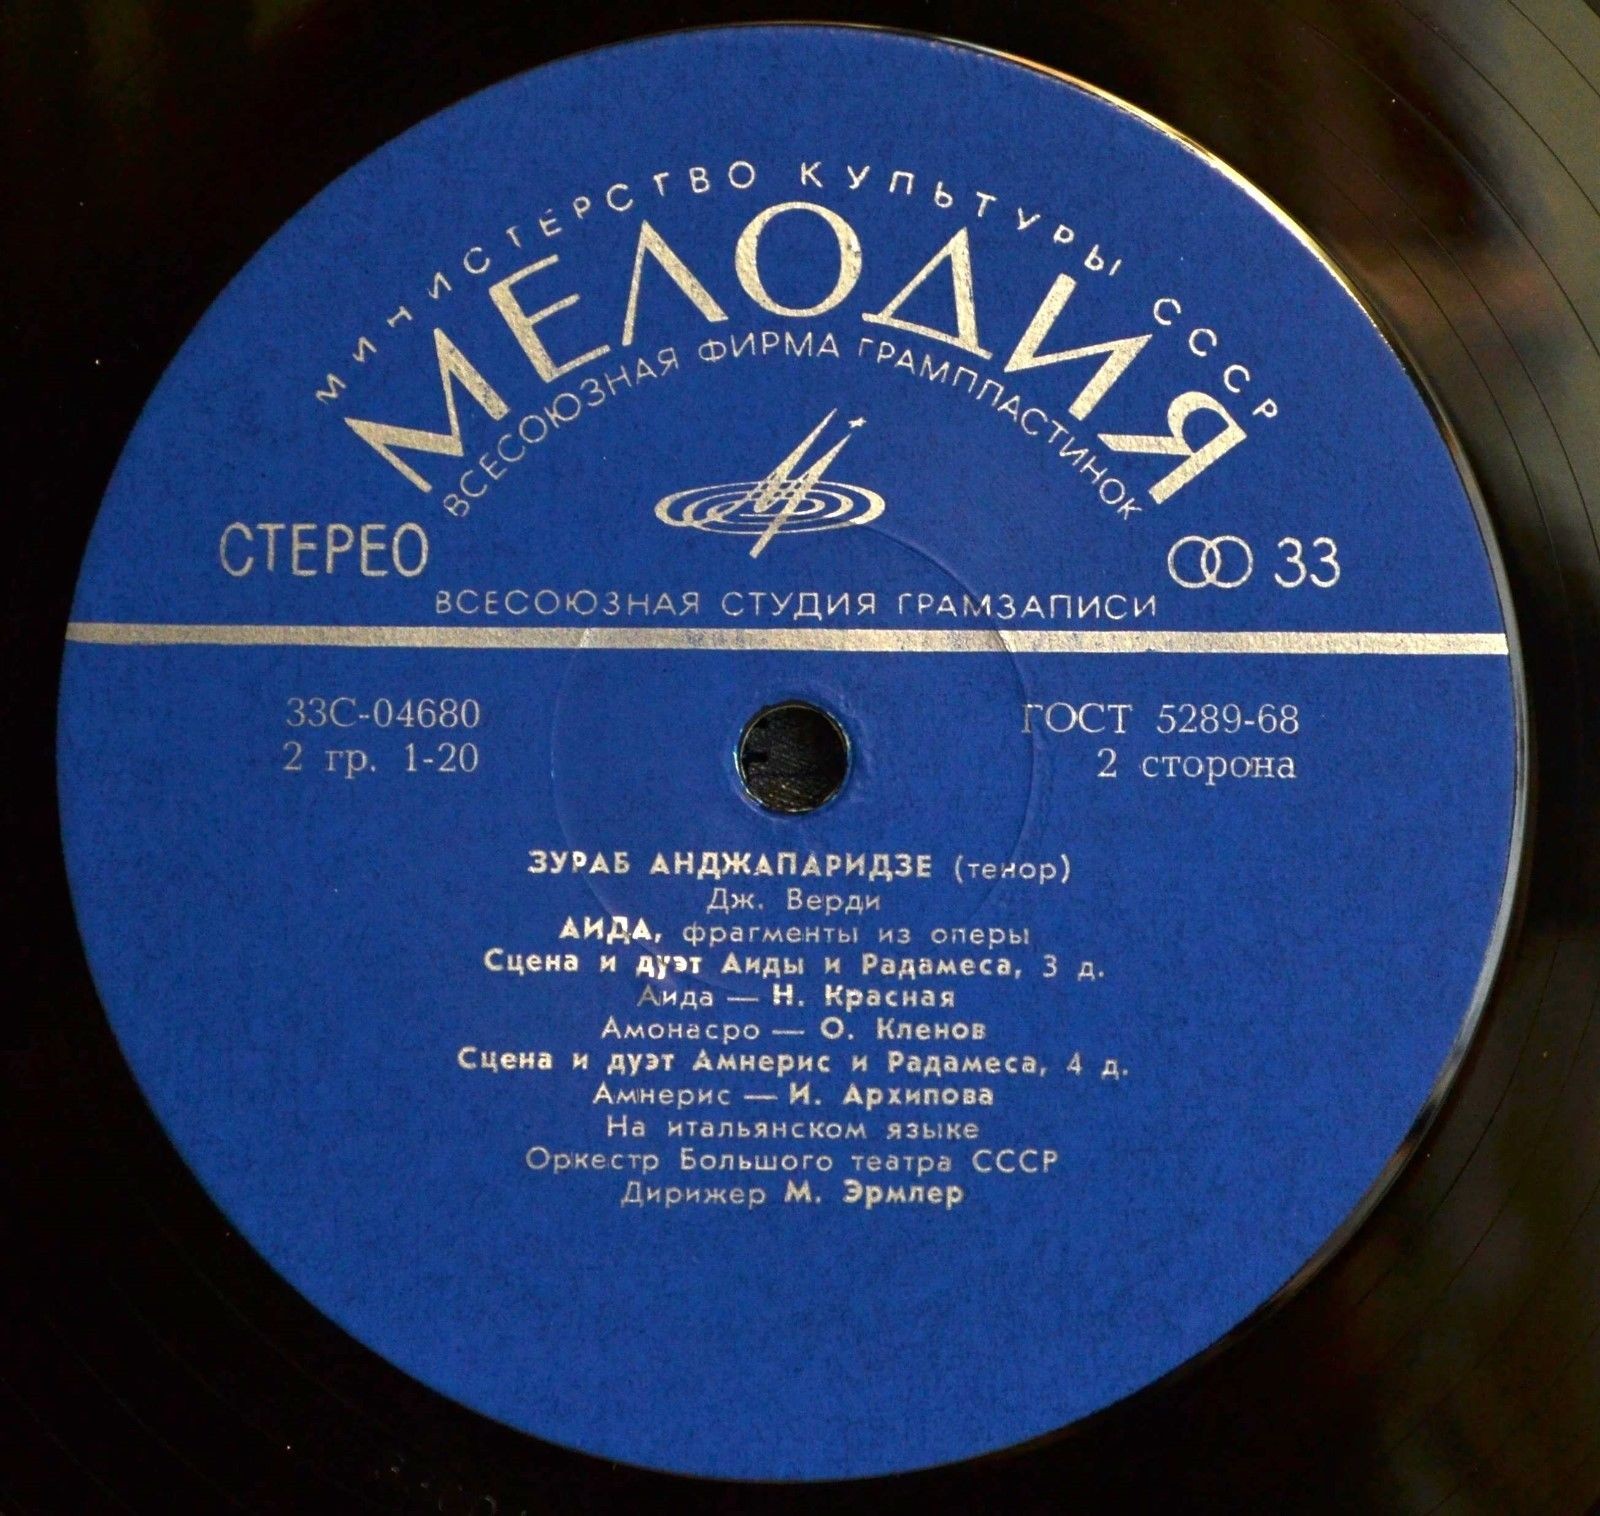 МИНИСТЕРСТВО КУЛЬТУРЫ СССР
МЕЛОДИЯ
ВСЕСОЮЗНАЯ ФИРМА ГРАМПЛАСТИНОК
СТЕРЕО
33
ВСЕСОЮЗНАЯ СТУДИЯ ГРАМЗАПИСИ
33С-04680
ГОСТ 5289-68
2 гр. 1-20
2 сторона
ЗУРАБ АНДЖАПАРИДЗЕ (тенор)
Дж. Верди
АИДА, фрагменты из оперы
Сцена и дуэт Аиды и Радамеса, 3 д.
Аида — Н. Красная
Амонасро — О. Кленов
Сцена и дуэт Амнерис и Радамеса, 4 д.
Амнерис — И. Архипова
На итальянском языке
Оркестр Большого театра СССР
Дирижер М. Эрмлер